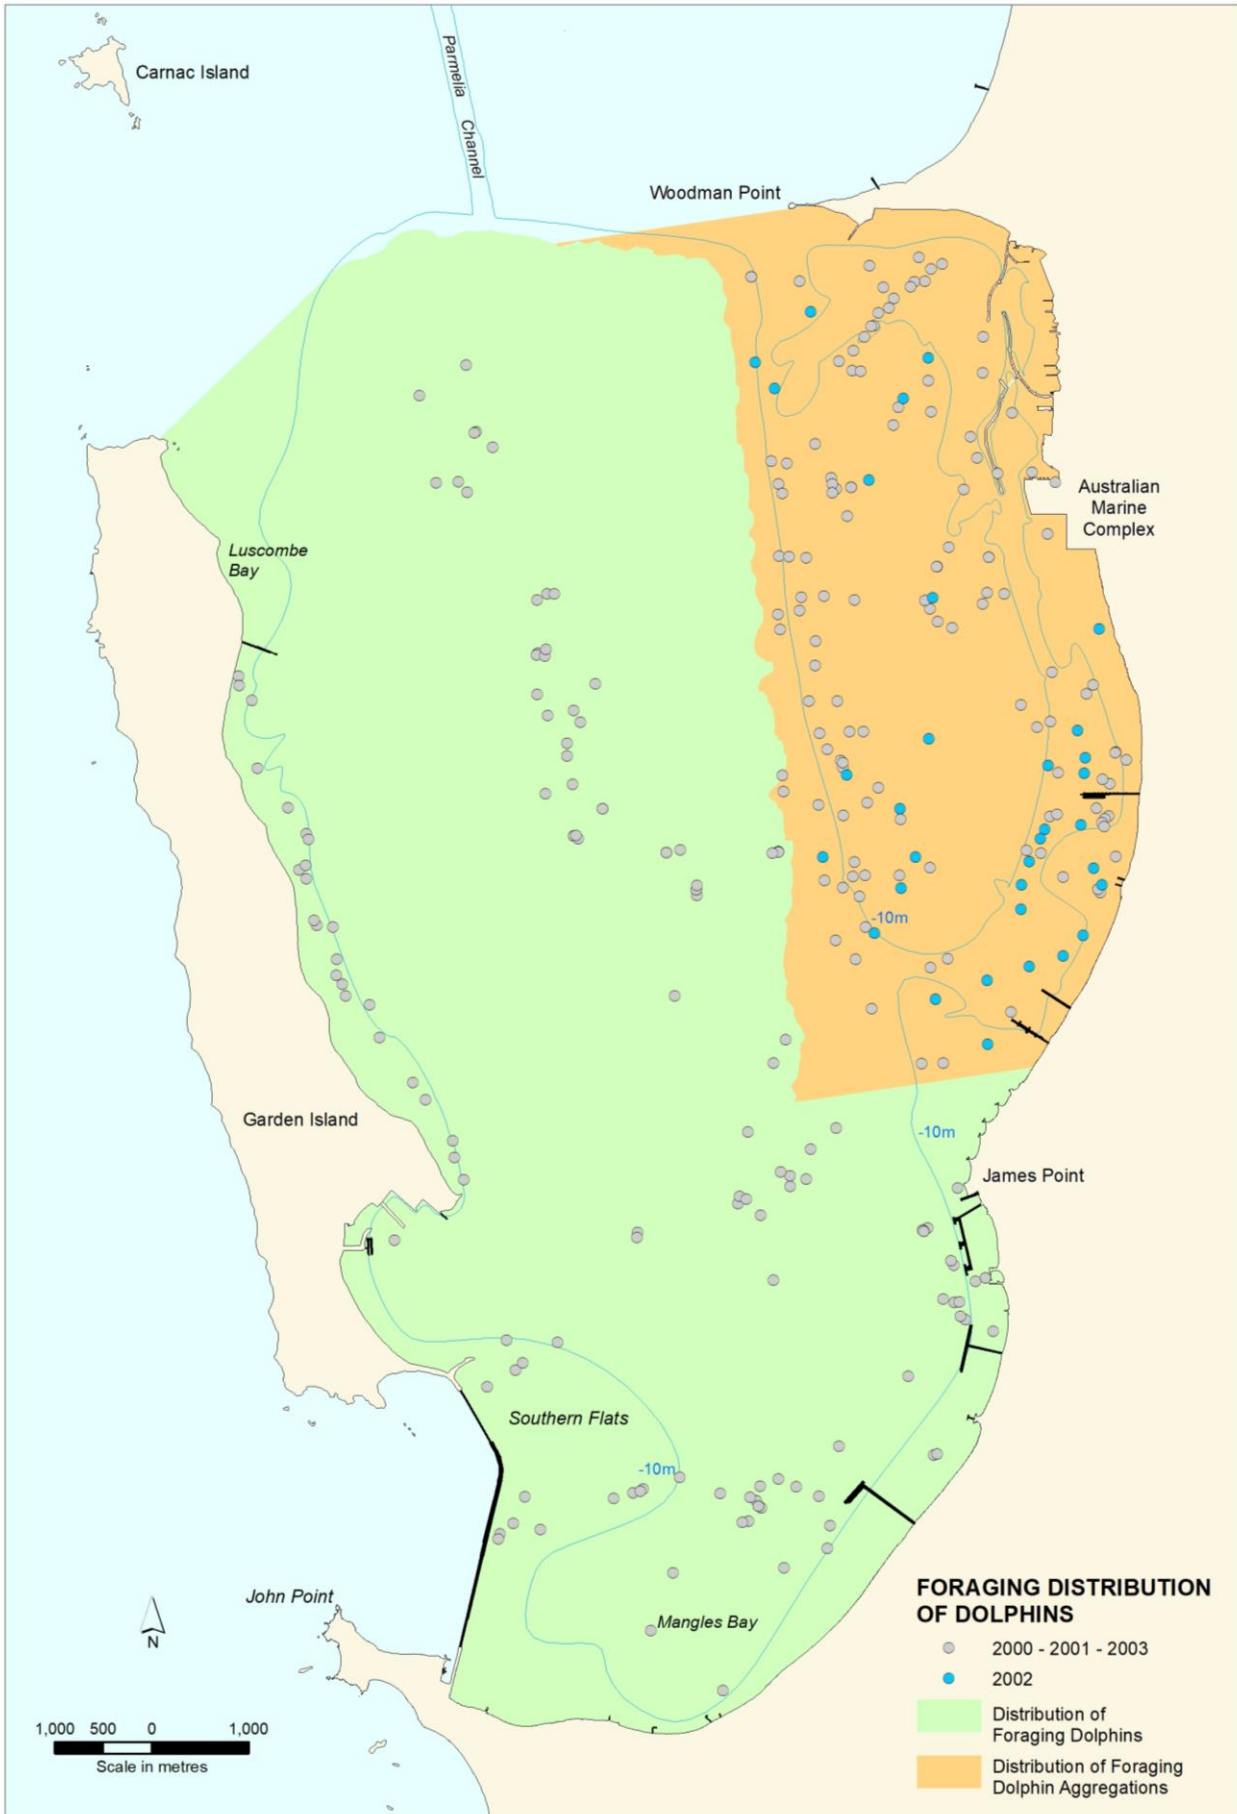 Carnac Island
Parmelia Channel
Woodman Point
Australian
Marine
Complex
Luscombe
Bay
-10m
Garden Island
-10m
James Point
Southern Flats
-10m
John Point
Mangles Bay
N
1,000 500 0 1,000
Scale in metres
FORAGING DISTRIBUTION
OF DOLPHINS
2000 - 2001 - 2003
2002
Distribution of
Foraging Dolphins
Distribution of Foraging
Dolphin Aggregations